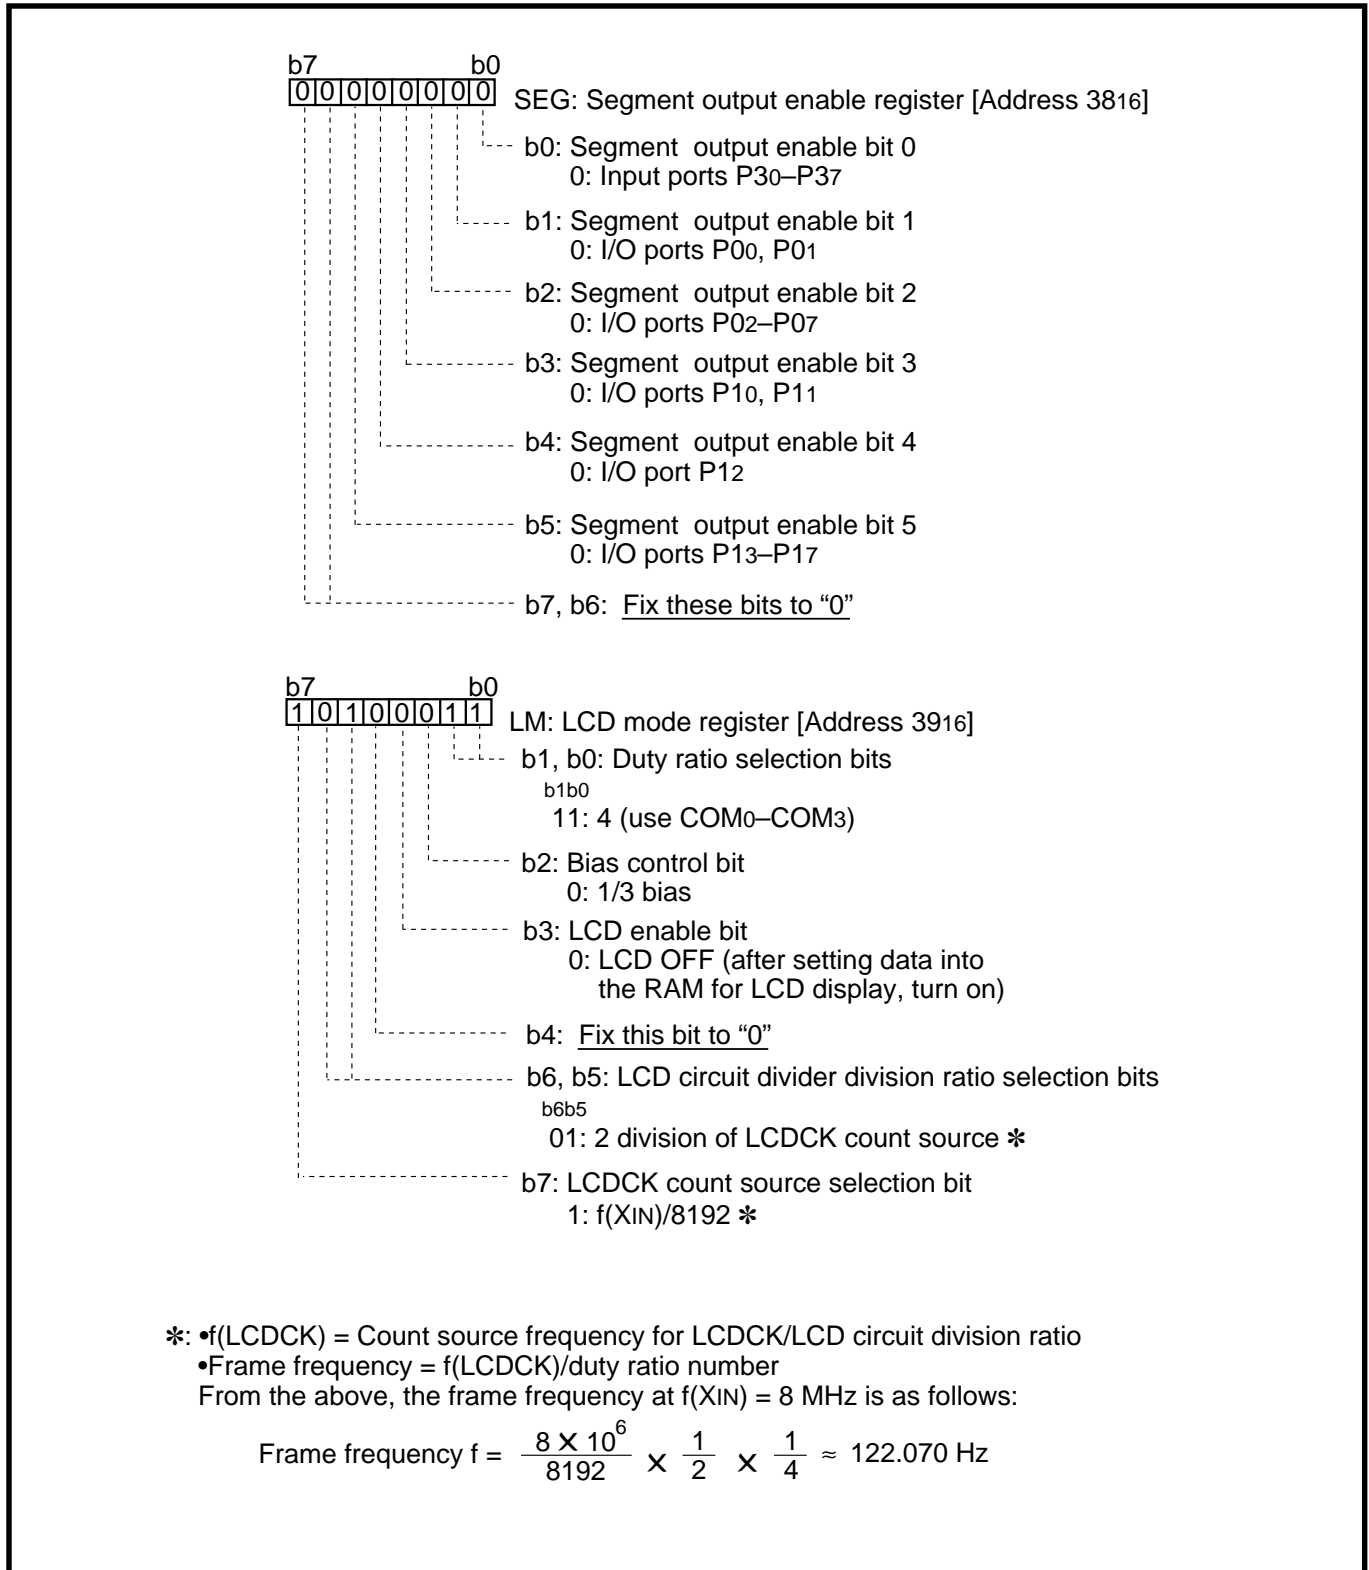 b7 b0
0 0 0 0 0 0 0 0 SEG: Segment output enable register [Address 3816]
b0: Segment output enable bit 0
0: Input ports P30–P37
b1: Segment output enable bit 1
0: I/O ports P00, P01
b2: Segment output enable bit 2
0: I/O ports P02–P07
b3: Segment output enable bit 3
0: I/O ports P10, P11
b4: Segment output enable bit 4
0: I/O port P12
b5: Segment output enable bit 5
0: I/O ports P13–P17
b7, b6: Fix these bits to “0”
b7 b0
1 0 1 0 0 0 1 1 LM: LCD mode register [Address 3916]
b1, b0: Duty ratio selection bits
b1b0
11: 4 (use COM0–COM3)
b2: Bias control bit
0: 1/3 bias
b3: LCD enable bit
0: LCD OFF (after setting data into
the RAM for LCD display, turn on)
b4: Fix this bit to “0”
b6, b5: LCD circuit divider division ratio selection bits
b6b5
01: 2 division of LCDCK count source ✽
b7: LCDCK count source selection bit
1: f(XIN)/8192 ✽
✽: •f(LCDCK) = Count source frequency for LCDCK/LCD circuit division ratio
•Frame frequency = f(LCDCK)/duty ratio number
From the above, the frame frequency at f(XIN) = 8 MHz is as follows:
Frame frequency f = 8 × 10^6 / 8192 × 1/2 × 1/4 ≈ 122.070 Hz